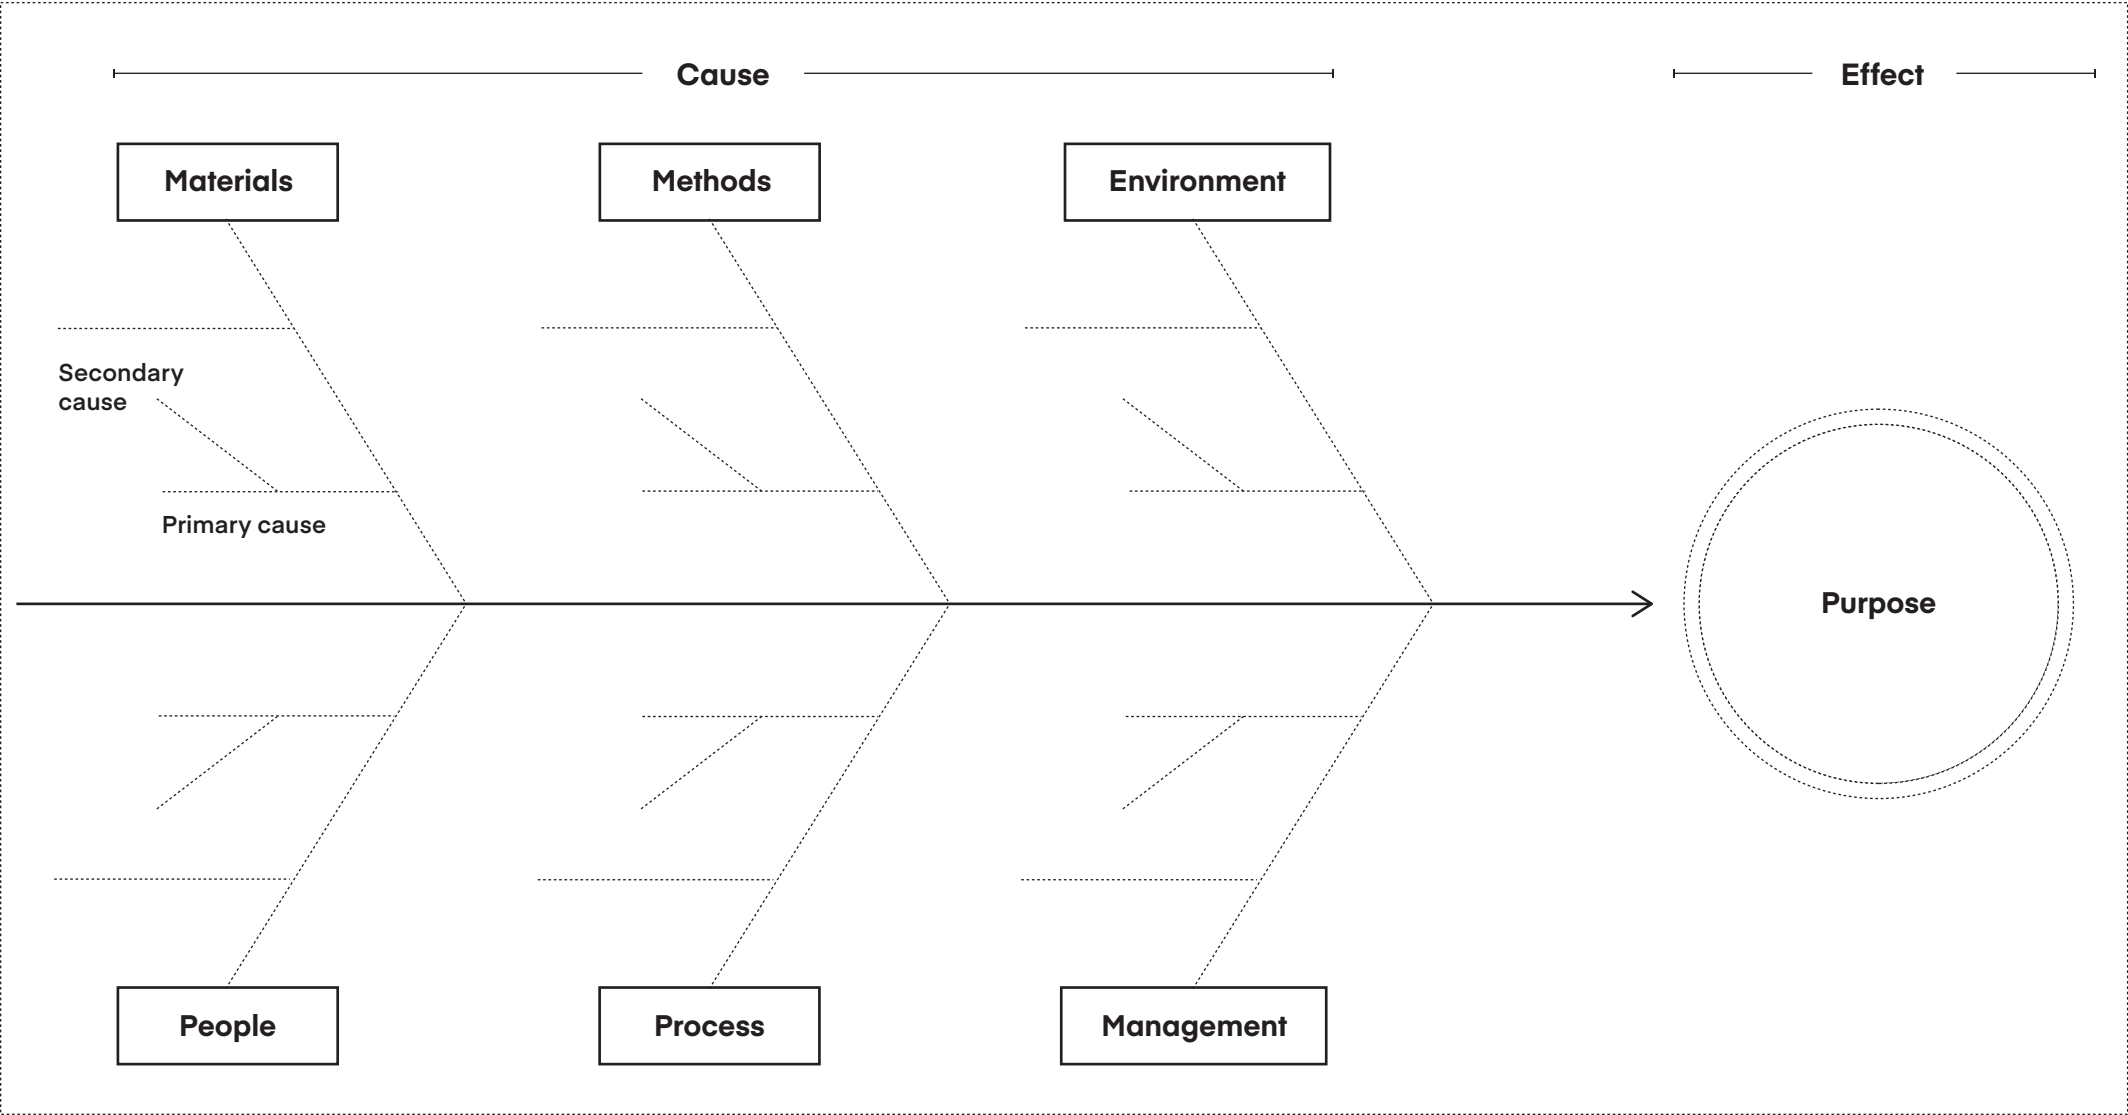 Cause
Effect
Materials
Methods
Environment
Secondary
cause
Primary cause
Purpose
People
Process
Management